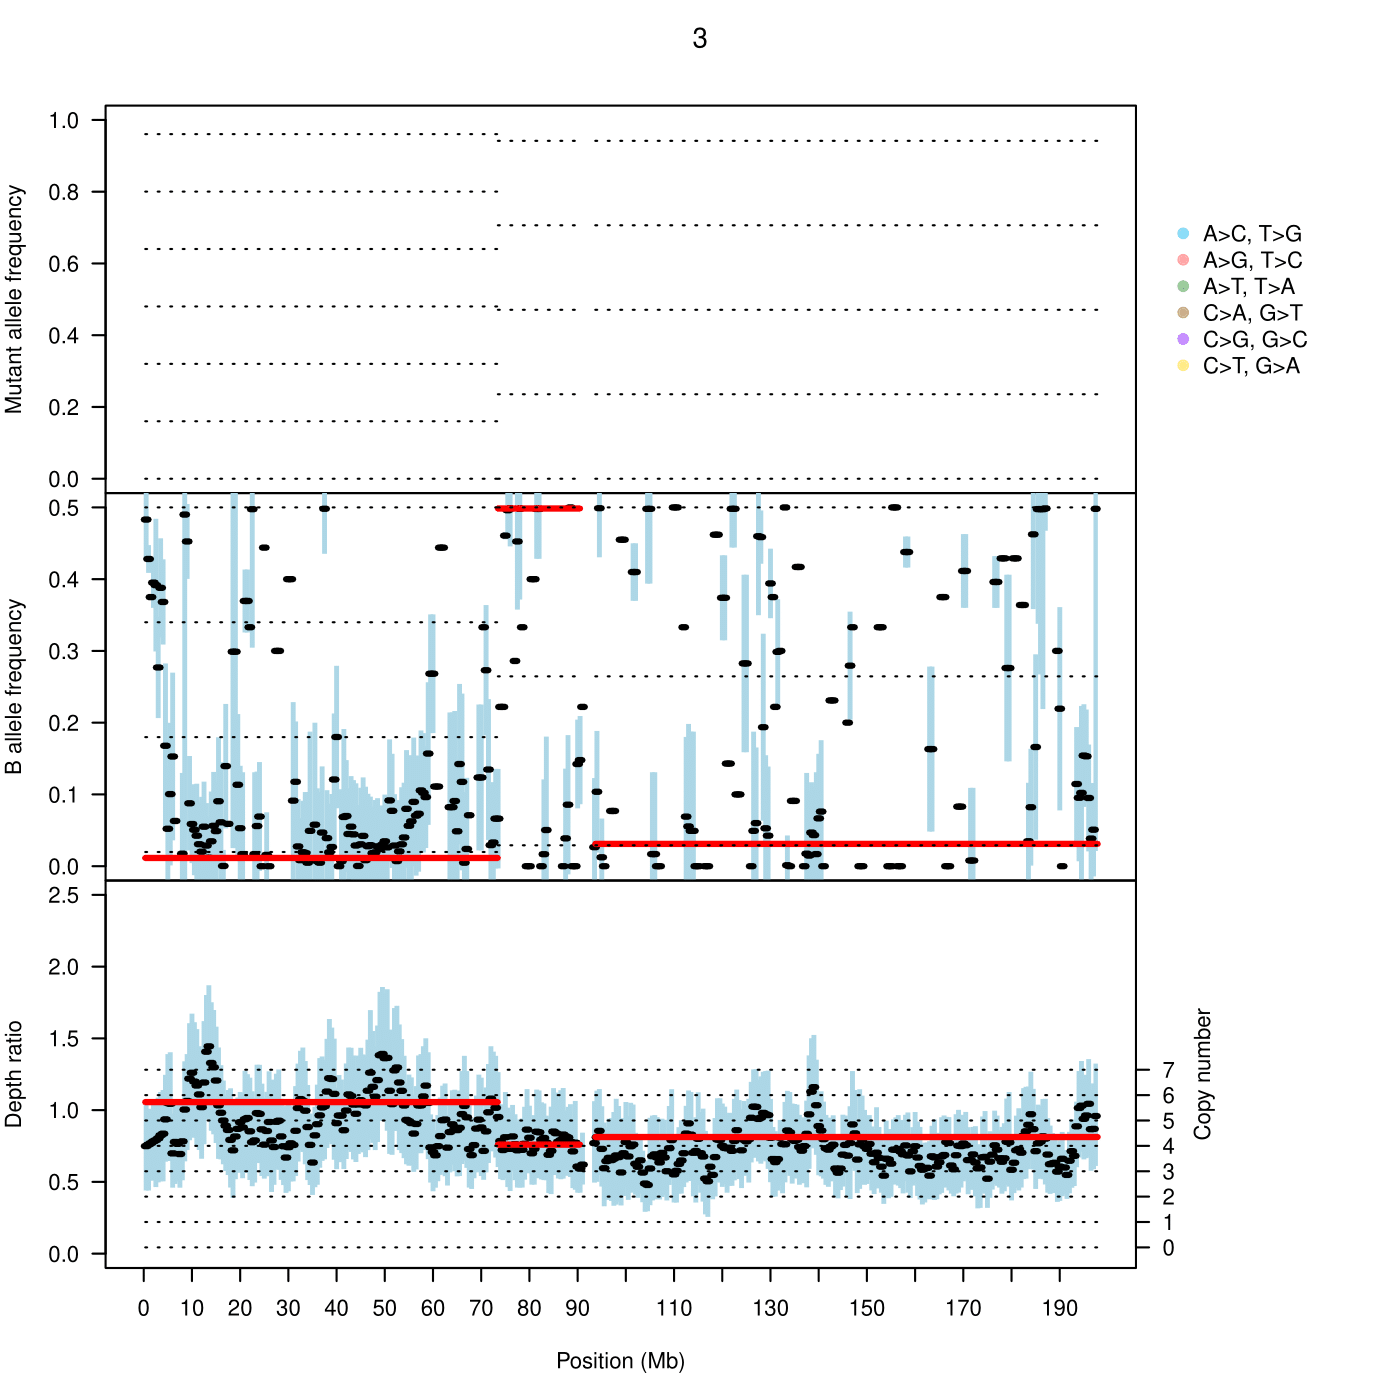 3
Mutant allele frequency
1.0
0.8
0.6
0.4
0.2
0.0
A>C, T>G
A>G, T>C
A>T, T>A
C>A, G>T
C>G, G>C
C>T, G>A
B allele frequency
0.5
0.4
0.3
0.2
0.1
0.0
Depth ratio
2.5
2.0
1.5
1.0
0.5
0.0
Copy number
7
6
5
4
3
2
1
0
0 10 20 30 40 50 60 70 80 90 110 130 150 170 190
Position (Mb)